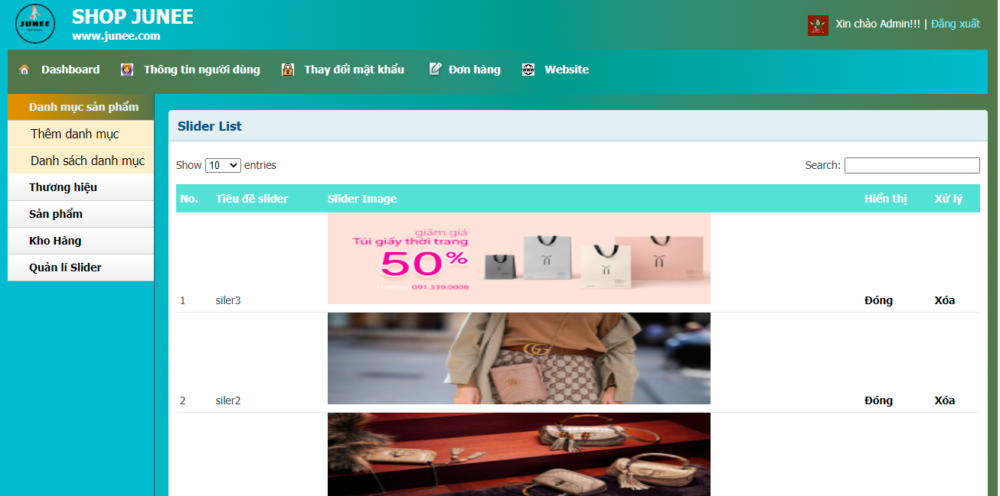 JUNEE
SHOP JUNEE
www.junee.com
Xin chào Admin!!! | Đăng xuất
Dashboard
Thông tin người dùng
Thay đổi mật khẩu
Đơn hàng
Website
Danh mục sản phẩm
Thêm danh mục
Danh sách danh mục
Thương hiệu
Sản phẩm
Kho Hàng
Quản lí Slider
Slider List
Show 10 entries
Search:
No. Tiêu đề slider Slider Image Hiển thị Xử lý
giảm giá
Túi giấy thời trang
50%
Hotline: 091.339.0008
1 siler3 Đóng Xóa
2 siler2 Đóng Xóa